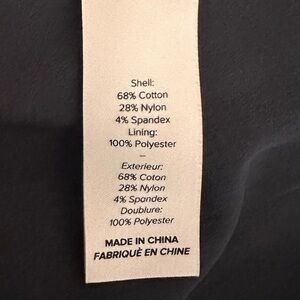 Shell:
68% Cotton
28% Nylon
4% Spandex
Lining:
100% Polyester
–
Exterieur:
68% Coton
28% Nylon
4% Spandex
Doublure:
100% Polyester
MADE IN CHINA
FABRIQUÉ EN CHINE